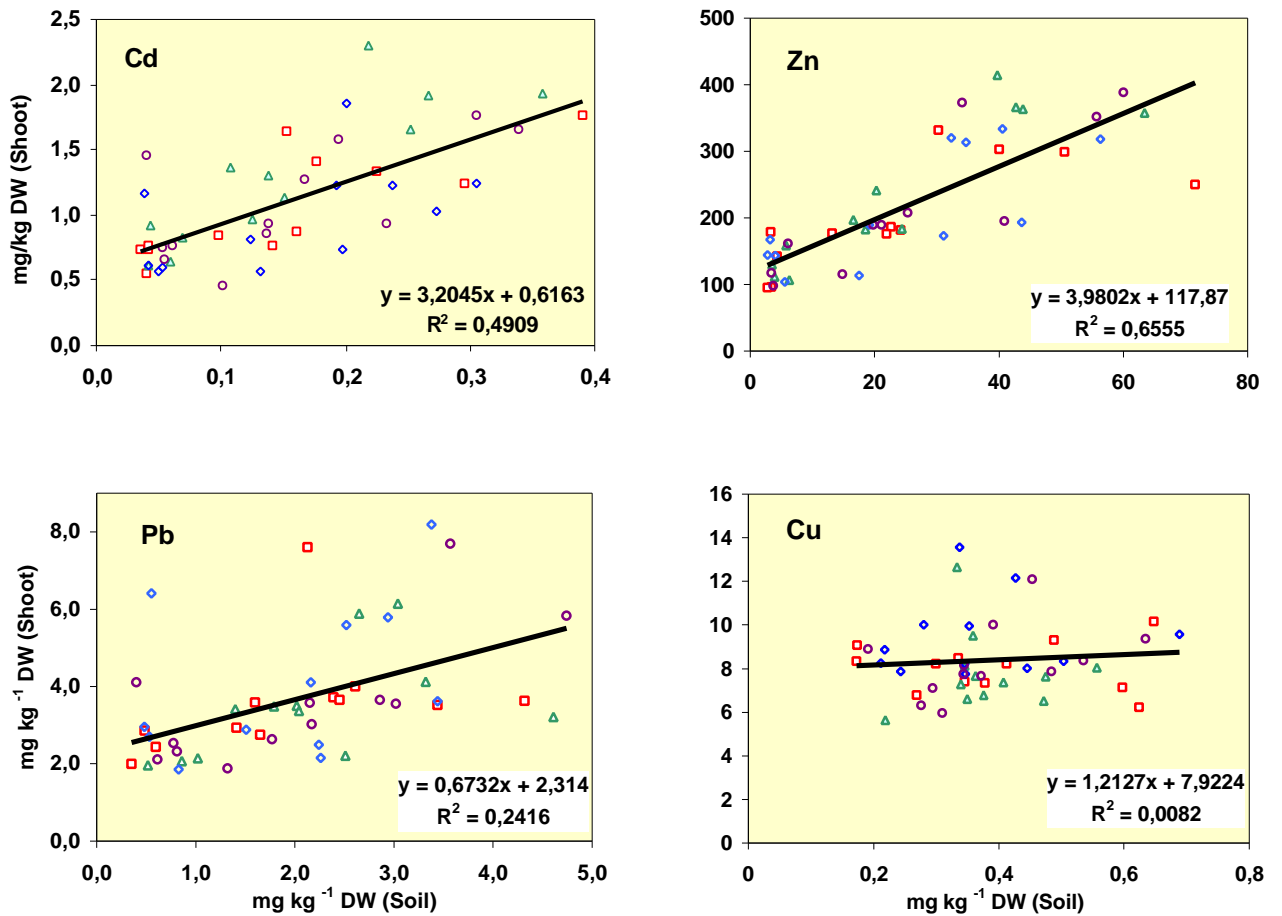 Cd
mg/kg DW (Shoot)
2,5
2,0
1,5
1,0
0,5
0,0
y = 3,2045x + 0,6163
R² = 0,4909
0,0 0,1 0,2 0,3 0,4
Zn
500
400
300
200
100
0
y = 3,9802x + 117,87
R² = 0,6555
0 20 40 60 80
Pb
mg kg ⁻¹ DW (Shoot)
8,0
6,0
4,0
2,0
0,0
y = 0,6732x + 2,314
R² = 0,2416
0,0 1,0 2,0 3,0 4,0 5,0
mg kg ⁻¹ DW (Soil)
Cu
16
14
12
10
8
6
4
2
0
y = 1,2127x + 7,9224
R² = 0,0082
0 0,2 0,4 0,6 0,8
mg kg ⁻¹ DW (Soil)